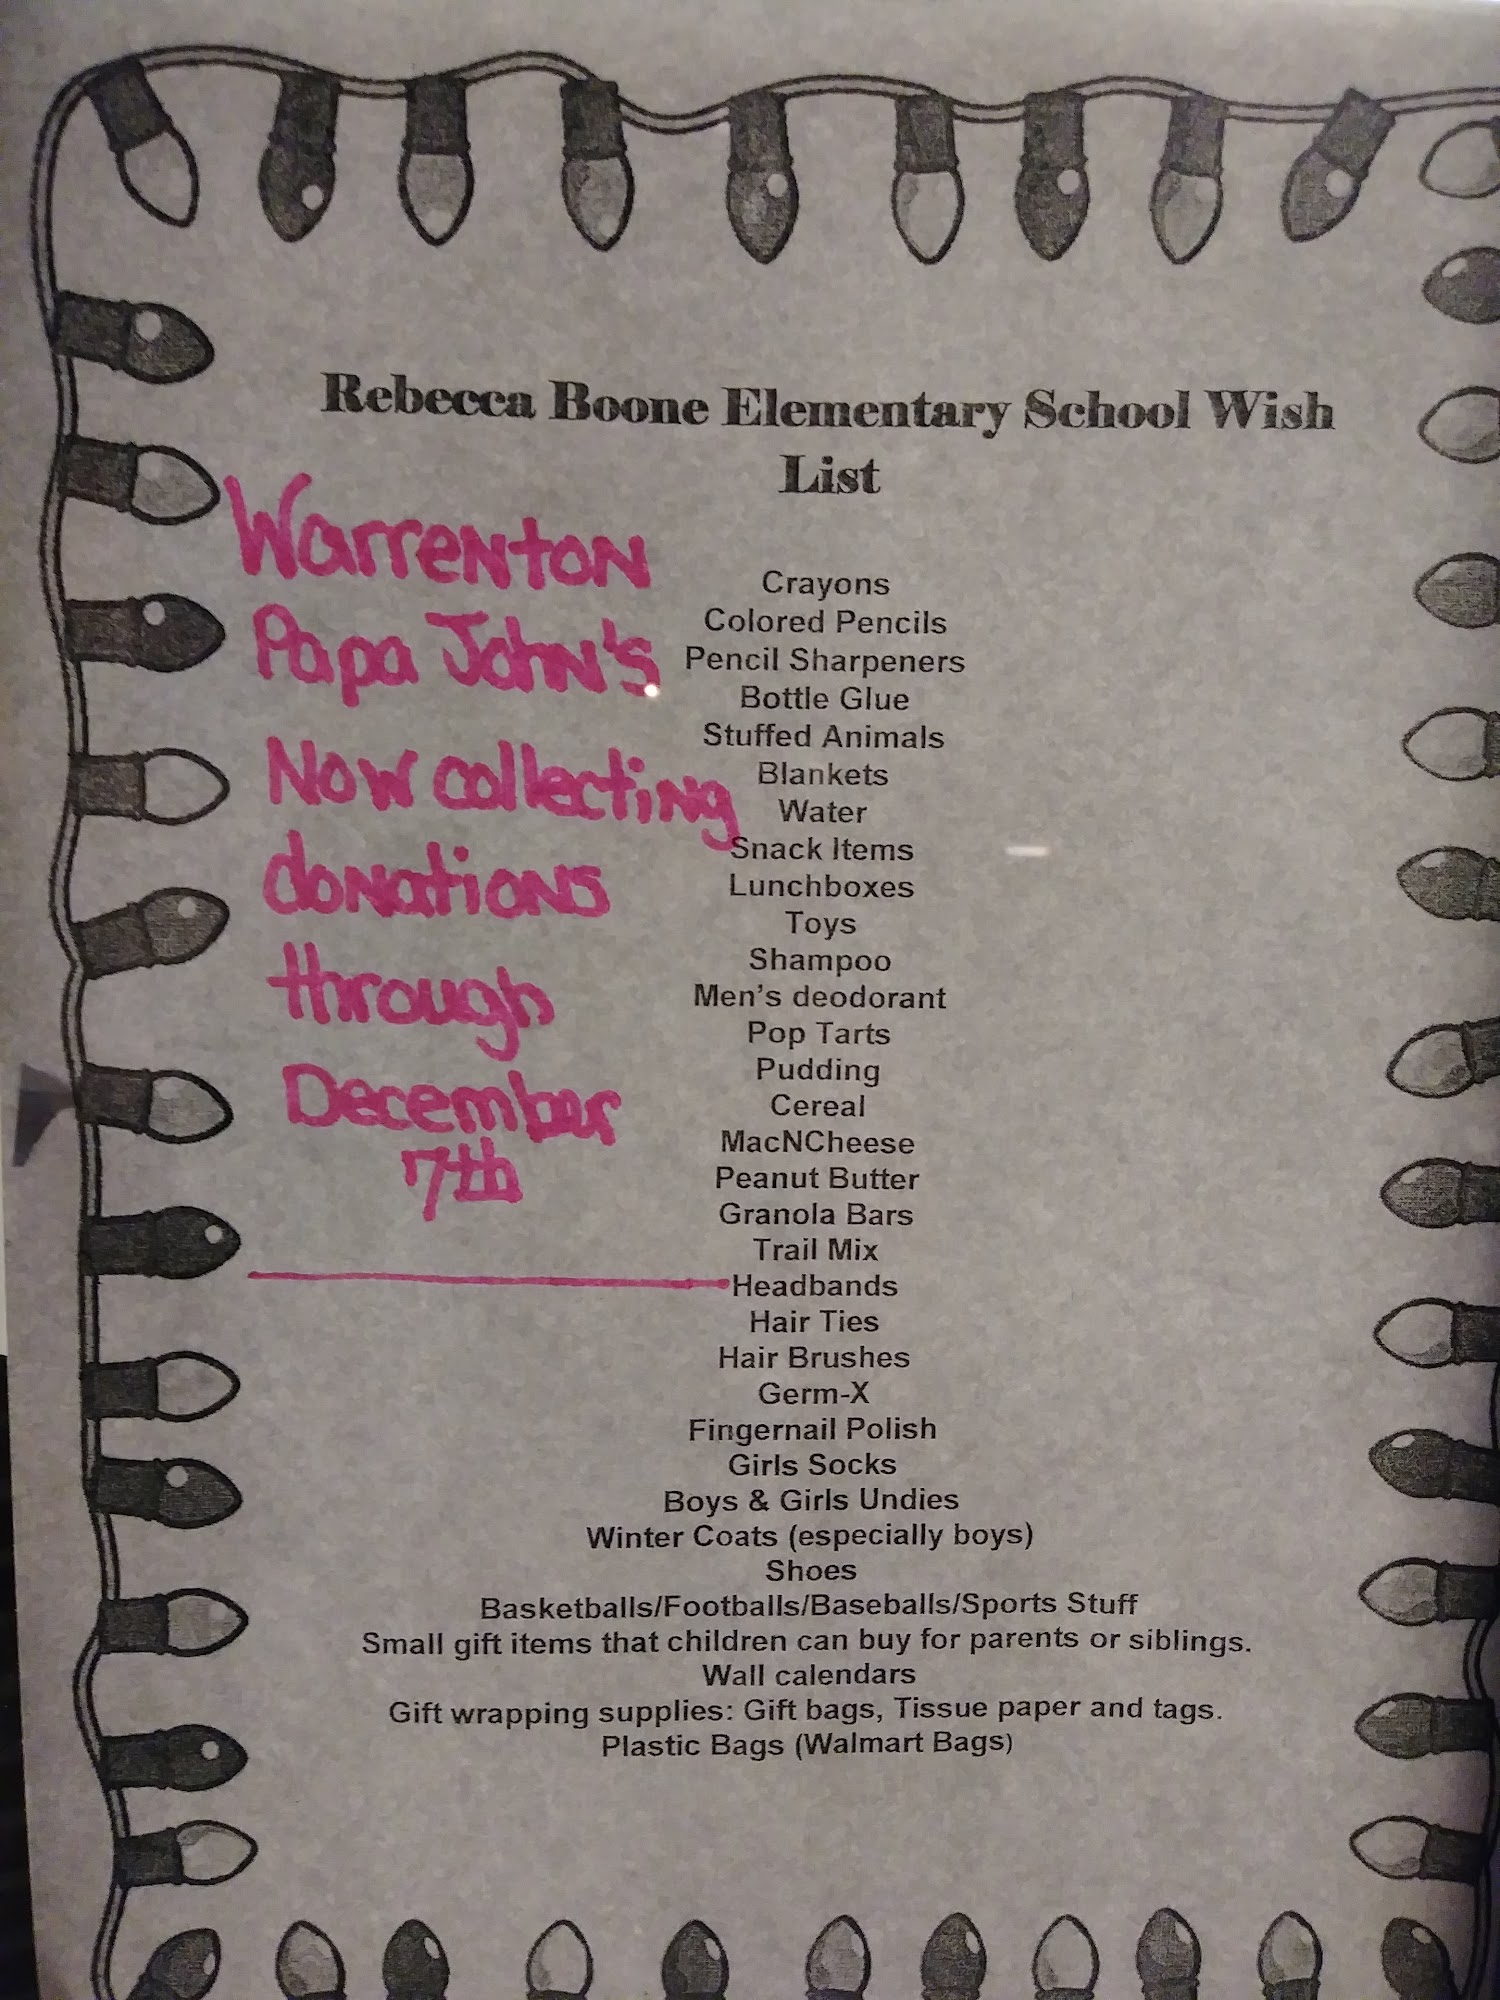 Rebecca Boone Elementary School Wish
List
Warrenton
Papa John's
Now collecting
donations
through
December
7th
Crayons
Colored Pencils
Pencil Sharpeners
Bottle Glue
Stuffed Animals
Blankets
Water
Snack Items
Lunchboxes
Toys
Shampoo
Men's deodorant
Pop Tarts
Pudding
Cereal
MacNCheese
Peanut Butter
Granola Bars
Trail Mix
Headbands
Hair Ties
Hair Brushes
Germ-X
Fingernail Polish
Girls Socks
Boys & Girls Undies
Winter Coats (especially boys)
Shoes
Basketballs/Footballs/Baseballs/Sports Stuff
Small gift items that children can buy for parents or siblings.
Wall calendars
Gift wrapping supplies: Gift bags, Tissue paper and tags.
Plastic Bags (Walmart Bags)